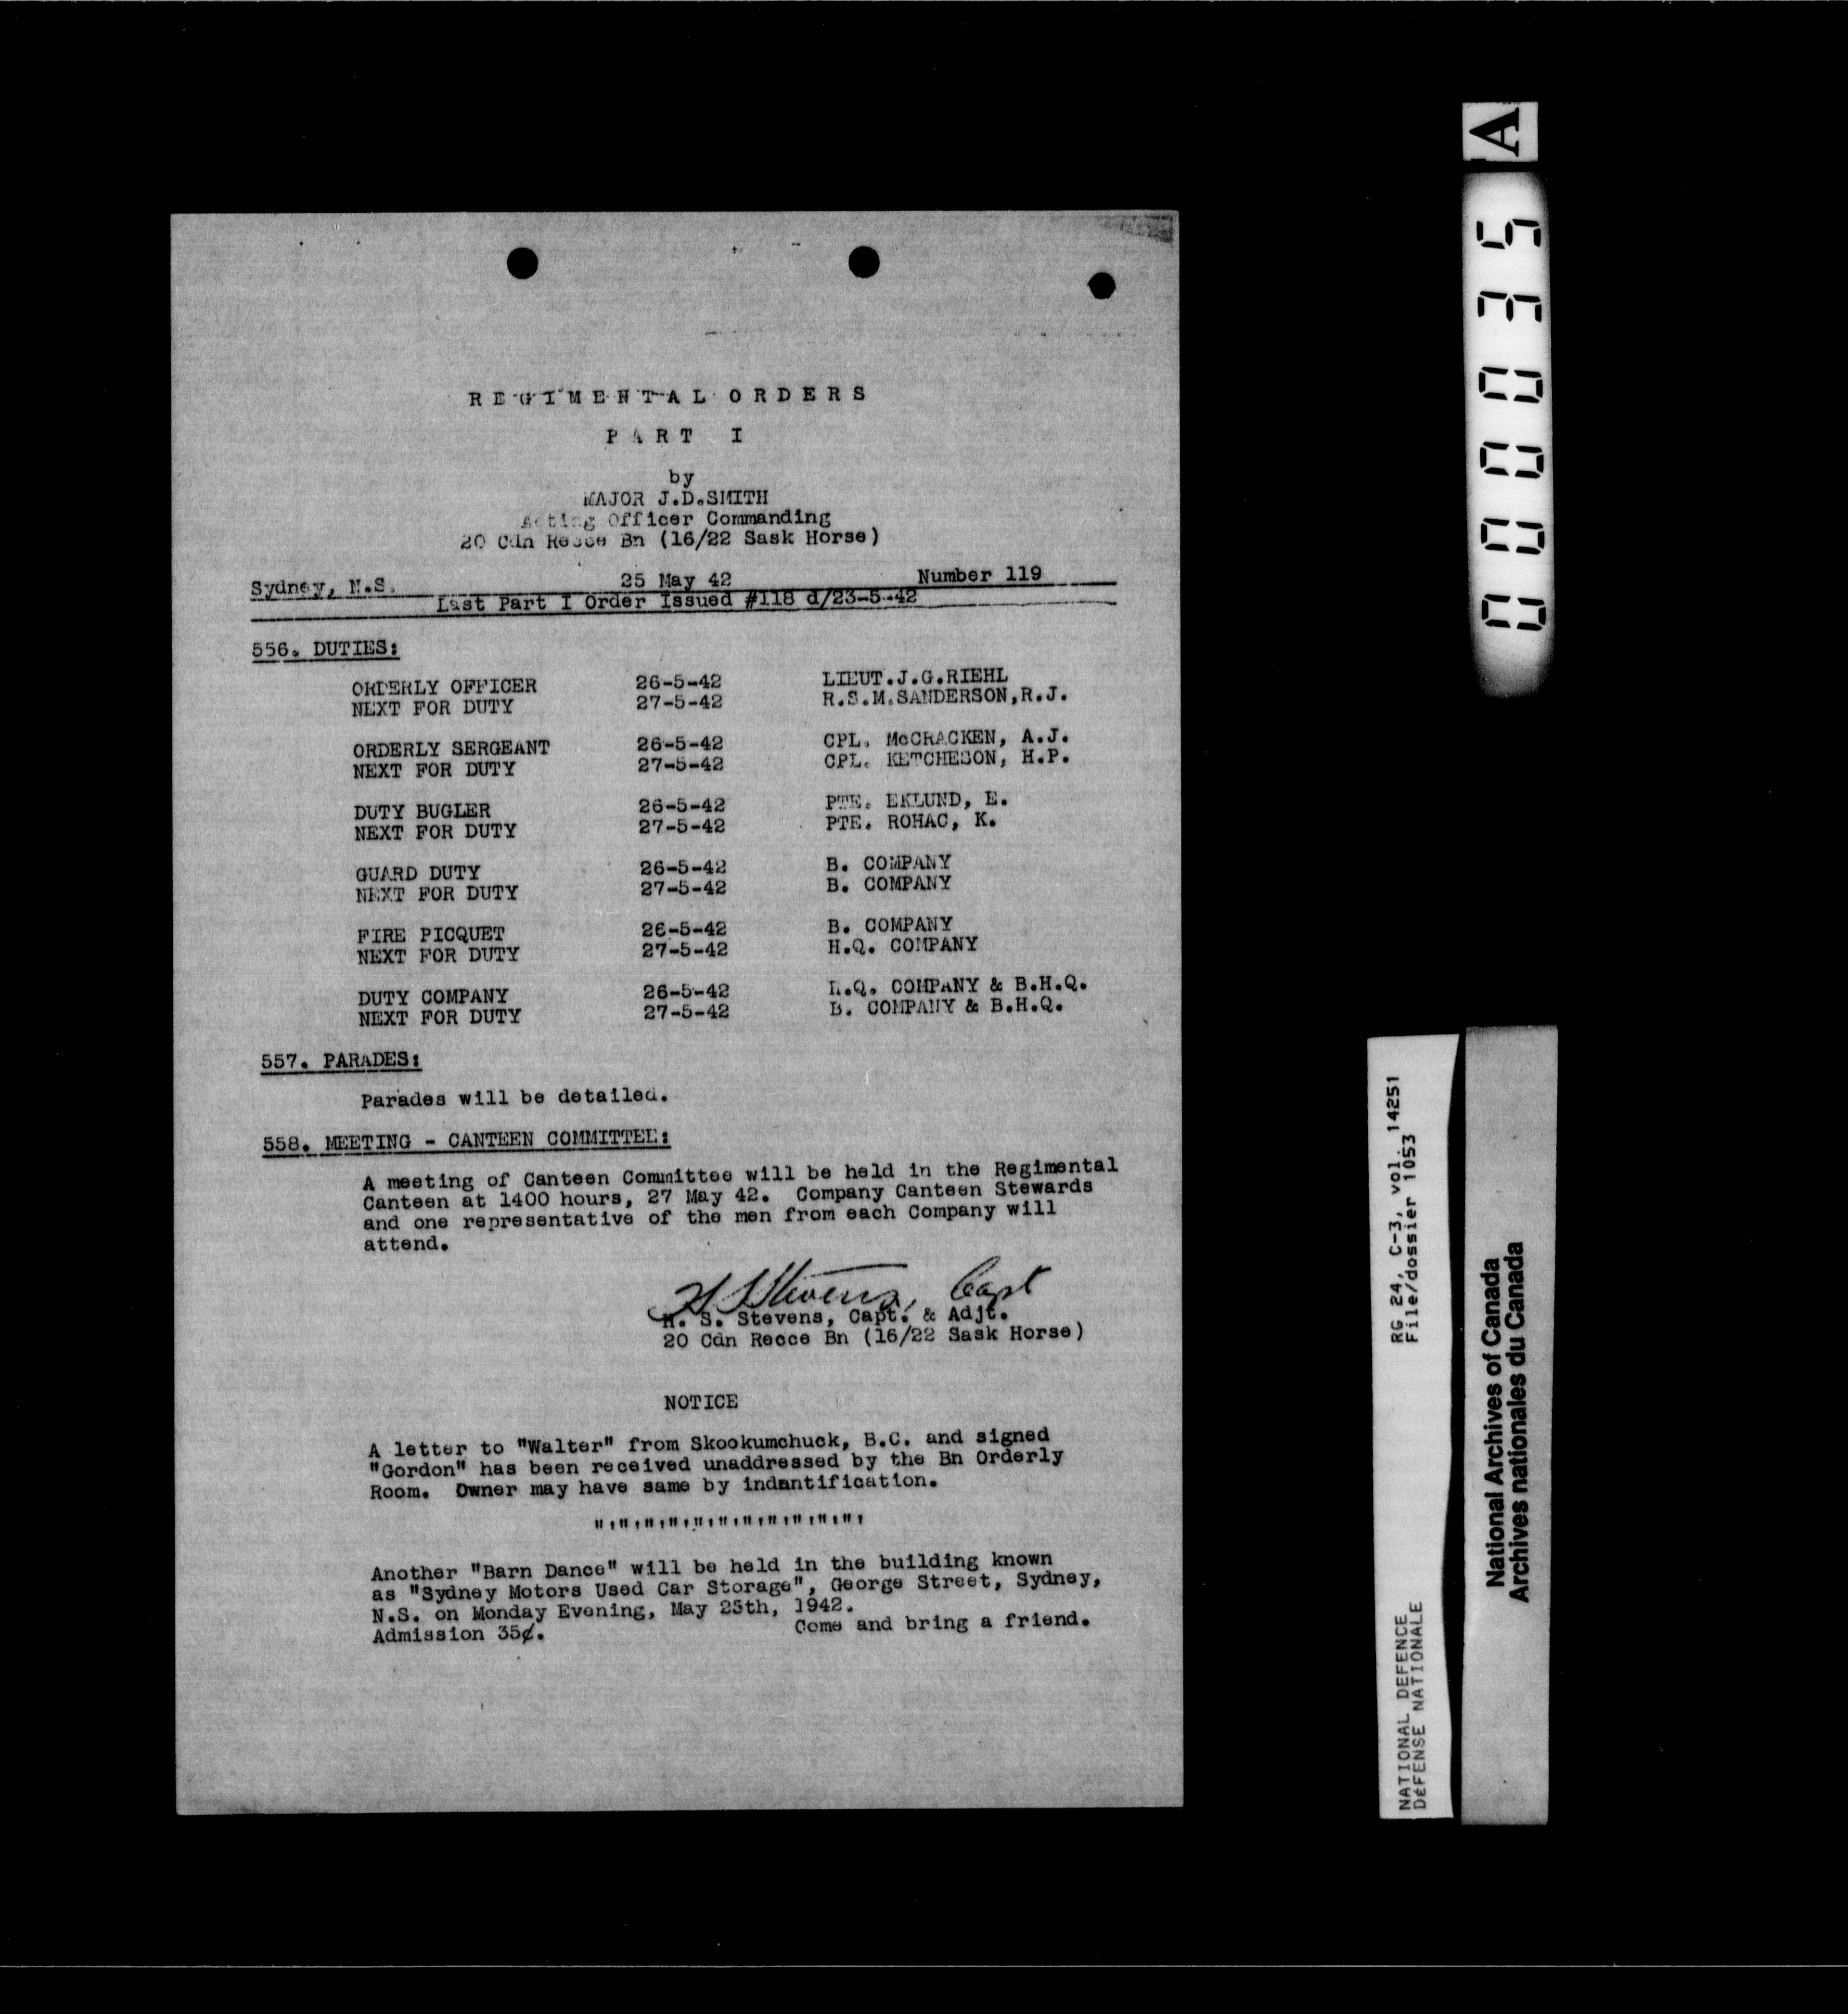 REGIMENTAL ORDERS
PART I
by
MAJOR J.D.SMITH
Acting Officer Commanding
20 Cdn Recce Bn (16/22 Sask Horse)
Sydney, N.S. 25 May 42 Number 119
Last Part I Order Issued #118 d/23-5-42
556. DUTIES:
ORDERLY OFFICER 26-5-42 LIEUT.J.G.RIEHL
NEXT FOR DUTY 27-5-42 R.S.M.SANDERSON,R.J.
ORDERLY SERGEANT 26-5-42 CPL. McCRACKEN, A.J.
NEXT FOR DUTY 27-5-42 CPL. KETCHESON, H.P.
DUTY BUGLER 26-5-42 PTE. EKLUND, E.
NEXT FOR DUTY 27-5-42 PTE. ROHAC, K.
GUARD DUTY 26-5-42 B. COMPANY
NEXT FOR DUTY 27-5-42 B. COMPANY
FIRE PICQUET 26-5-42 B. COMPANY
NEXT FOR DUTY 27-5-42 H.Q. COMPANY
DUTY COMPANY 26-5-42 H.Q. COMPANY & B.H.Q.
NEXT FOR DUTY 27-5-42 B. COMPANY & B.H.Q.
557. PARADES:
Parades will be detailed.
558. MEETING - CANTEEN COMMITTEE:
A meeting of Canteen Committee will be held in the Regimental
Canteen at 1400 hours, 27 May 42. Company Canteen Stewards
and one representative of the men from each Company will
attend.
H S Stevens, Capt
H. S. Stevens, Capt. & Adjt.
20 Cdn Recce Bn (16/22 Sask Horse)
NOTICE
A letter to "Walter" from Skookumchuck, B.C. and signed
"Gordon" has been received unaddressed by the Bn Orderly
Room. Owner may have same by indantification.
"'"'"'"'"'"'"'"'"'"'"'
Another "Barn Dance" will be held in the building known
as "Sydney Motors Used Car Storage", George Street, Sydney,
N.S. on Monday Evening, May 25th, 1942.
Admission 35¢. Come and bring a friend.
A
000035
RG 24, C-3, vol. 14251
File/dossier 1053
NATIONAL DEFENCE
DéFENSE NATIONALE
National Archives of Canada
Archives nationales du Canada